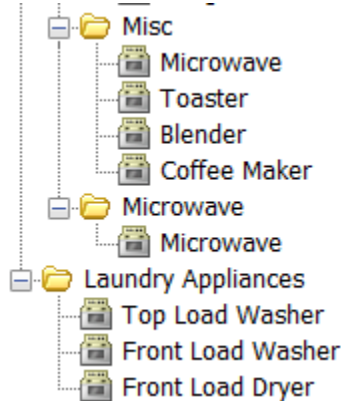 Misc
Microwave
Toaster
Blender
Coffee Maker
Microwave
Microwave
Laundry Appliances
Top Load Washer
Front Load Washer
Front Load Dryer